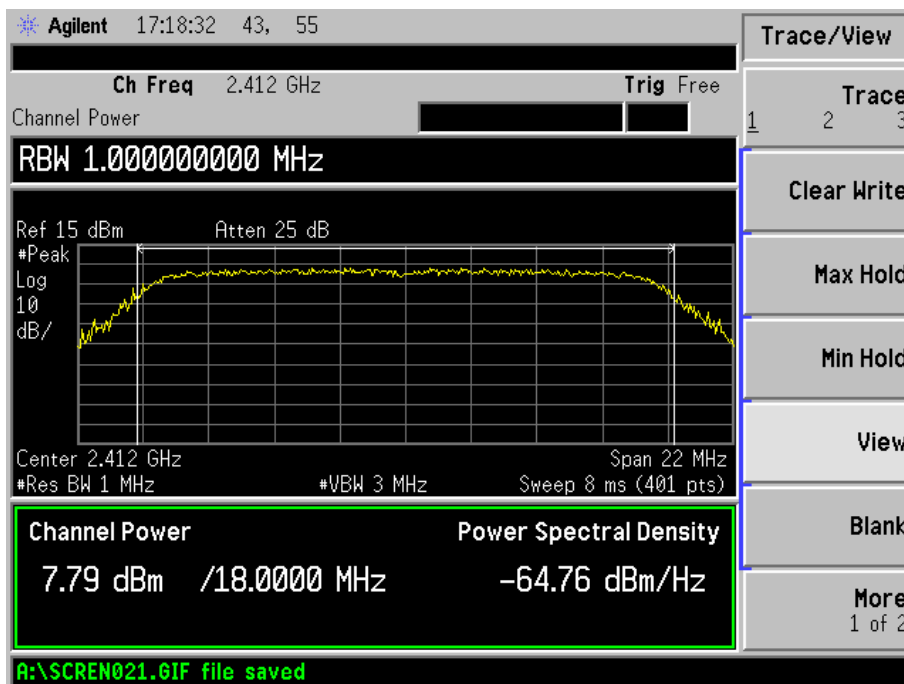 Agilent 17:18:32 43, 55
Trace/View
Ch Freq 2.412 GHz Trig Free
Channel Power
Trace
1 2 3
RBW 1.000000000 MHz
Clear Write
Ref 15 dBm Atten 25 dB
#Peak
Log
10
dB/
Max Hold
Min Hold
View
Center 2.412 GHz Span 22 MHz
#Res BW 1 MHz #VBW 3 MHz Sweep 8 ms (401 pts)
Blank
Channel Power Power Spectral Density
7.79 dBm /18.0000 MHz -64.76 dBm/Hz
More
1 of 2
A:\SCREN021.GIF file saved